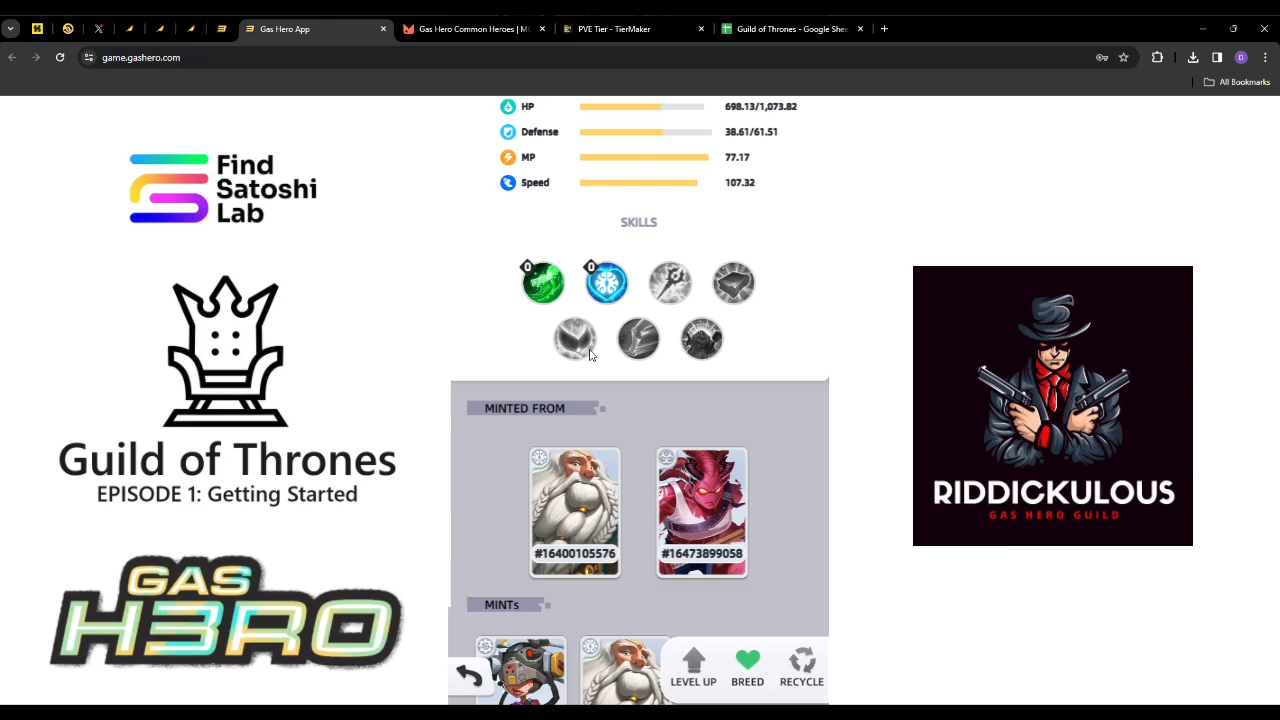 Gas Hero App
Gas Hero Common Heroes | M
PVE Tier - TierMaker
Guild of Thrones - Google Shee
game.gashero.com
D
All Bookmarks
HP 698.13/1,073.82
Defense 38.61/61.51
MP 77.17
Speed 107.32
SKILLS
0
0
Find
Satoshi
Lab
Guild of Thrones
EPISODE 1: Getting Started
GAS
H3RO
MINTED FROM
#16400105576
#16473899058
MINTs
LEVEL UP
BREED
RECYCLE
RIDDICKULOUS
GAS HERO GUILD